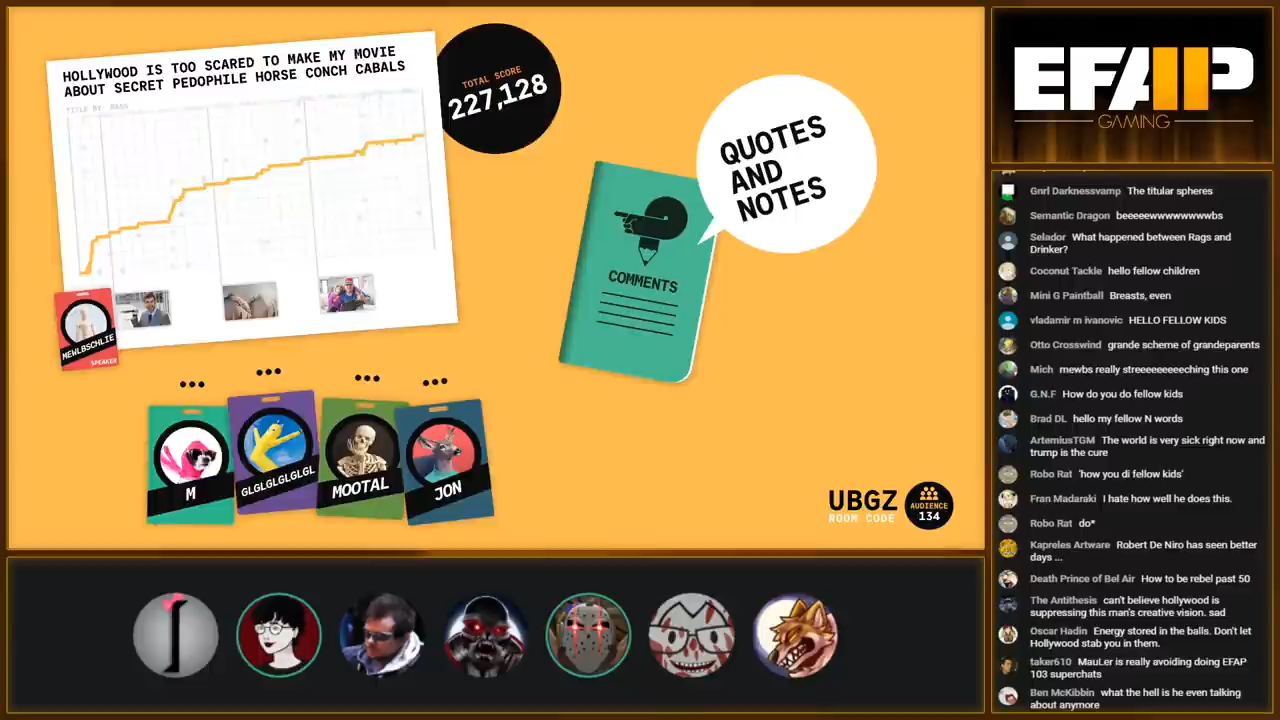 HOLLYWOOD IS TOO SCARED TO MAKE MY MOVIE
ABOUT SECRET PEDOPHILE HORSE CONCH CABALS
TITLE BY: RAGS
TOTAL SCORE
227,128
QUOTES
AND
NOTES
COMMENTS
MEWLBSCHLIE
SPEAKER
M
GLGLGLGLGLGL
MOOTAL
JON
UBGZ
ROOM CODE
AUDIENCE
134
EFAP
GAMING
Gnrl Darknessvamp The titular spheres
Semantic Dragon beeeeewwwwwwwwbs
Selador What happened between Rags and
Drinker?
Coconut Tackle hello fellow children
Mini G Paintball Breasts, even
vladamir m ivanovic HELLO FELLOW KIDS
Otto Crosswind grande scheme of grandeparents
Mich mewbs really streeeeeeeeeching this one
G.N.F How do you do fellow kids
Brad DL hello my fellow N words
ArtemiusTGM The world is very sick right now and
trump is the cure
Robo Rat 'how you di fellow kids'
Fran Madaraki I hate how well he does this.
Robo Rat do*
Kapreles Artware Robert De Niro has seen better
days ...
Death Prince of Bel Air How to be rebel past 50
The Antithesis can't believe hollywood is
suppressing this man's creative vision. sad
Oscar Hadin Energy stored in the balls. Don't let
Hollywood stab you in them.
taker610 MauLer is really avoiding doing EFAP
103 superchats
Ben McKibbin what the hell is he even talking
about anymore